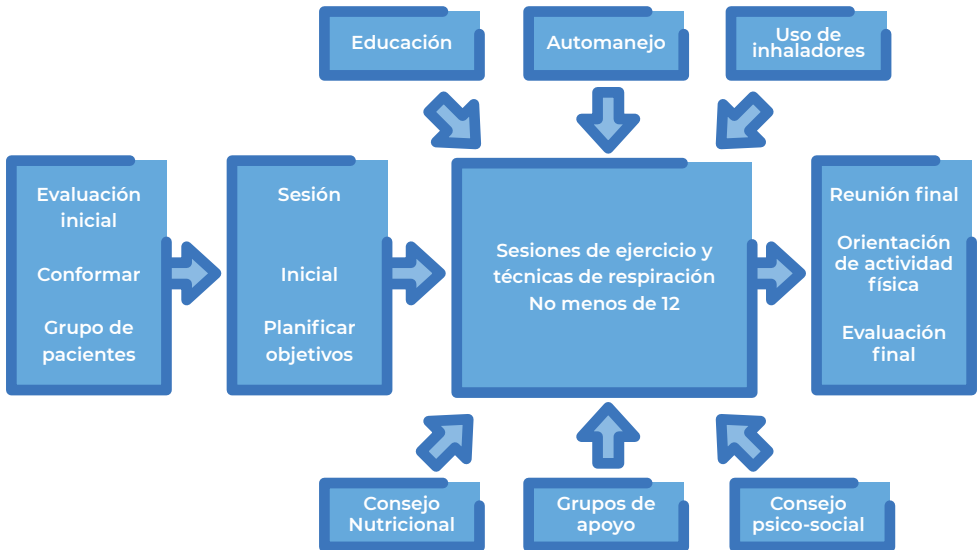 Educación
Automanejo
Uso de
inhaladores
Evaluación
inicial
Conformar
Grupo de
pacientes
Sesión
Inicial
Planificar
objetivos
Sesiones de ejercicio y
técnicas de respiración
No menos de 12
Reunión final
Orientación
de actividad
física
Evaluación
final
Consejo
Nutricional
Grupos de
apoyo
Consejo
psico-social